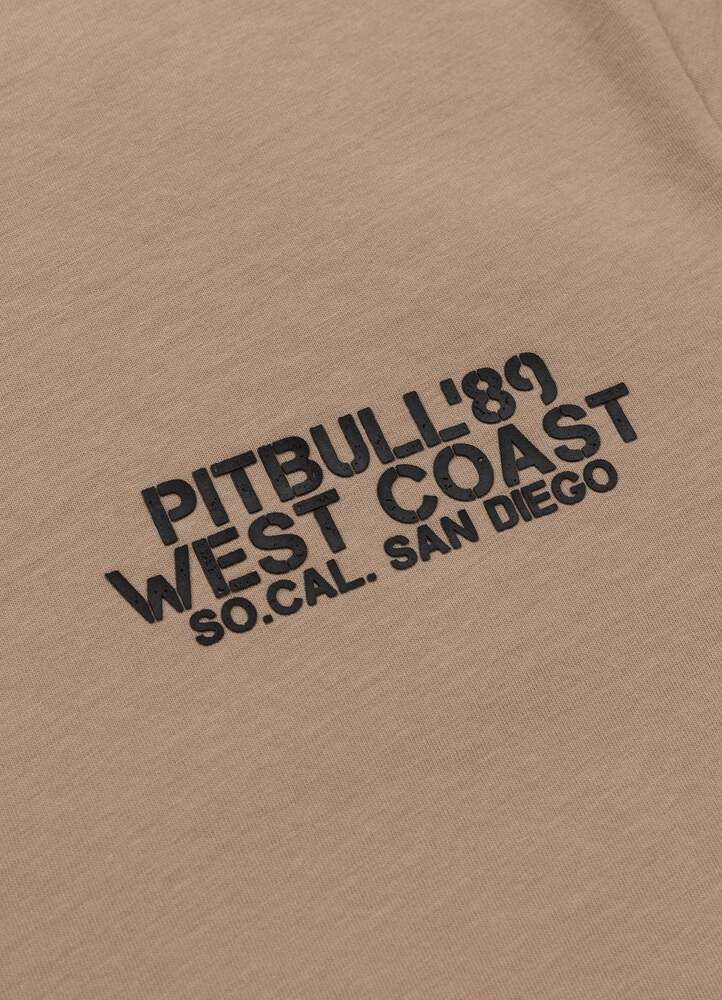 PITBULL'89
WEST COAST
SO.CAL. SAN DIEGO